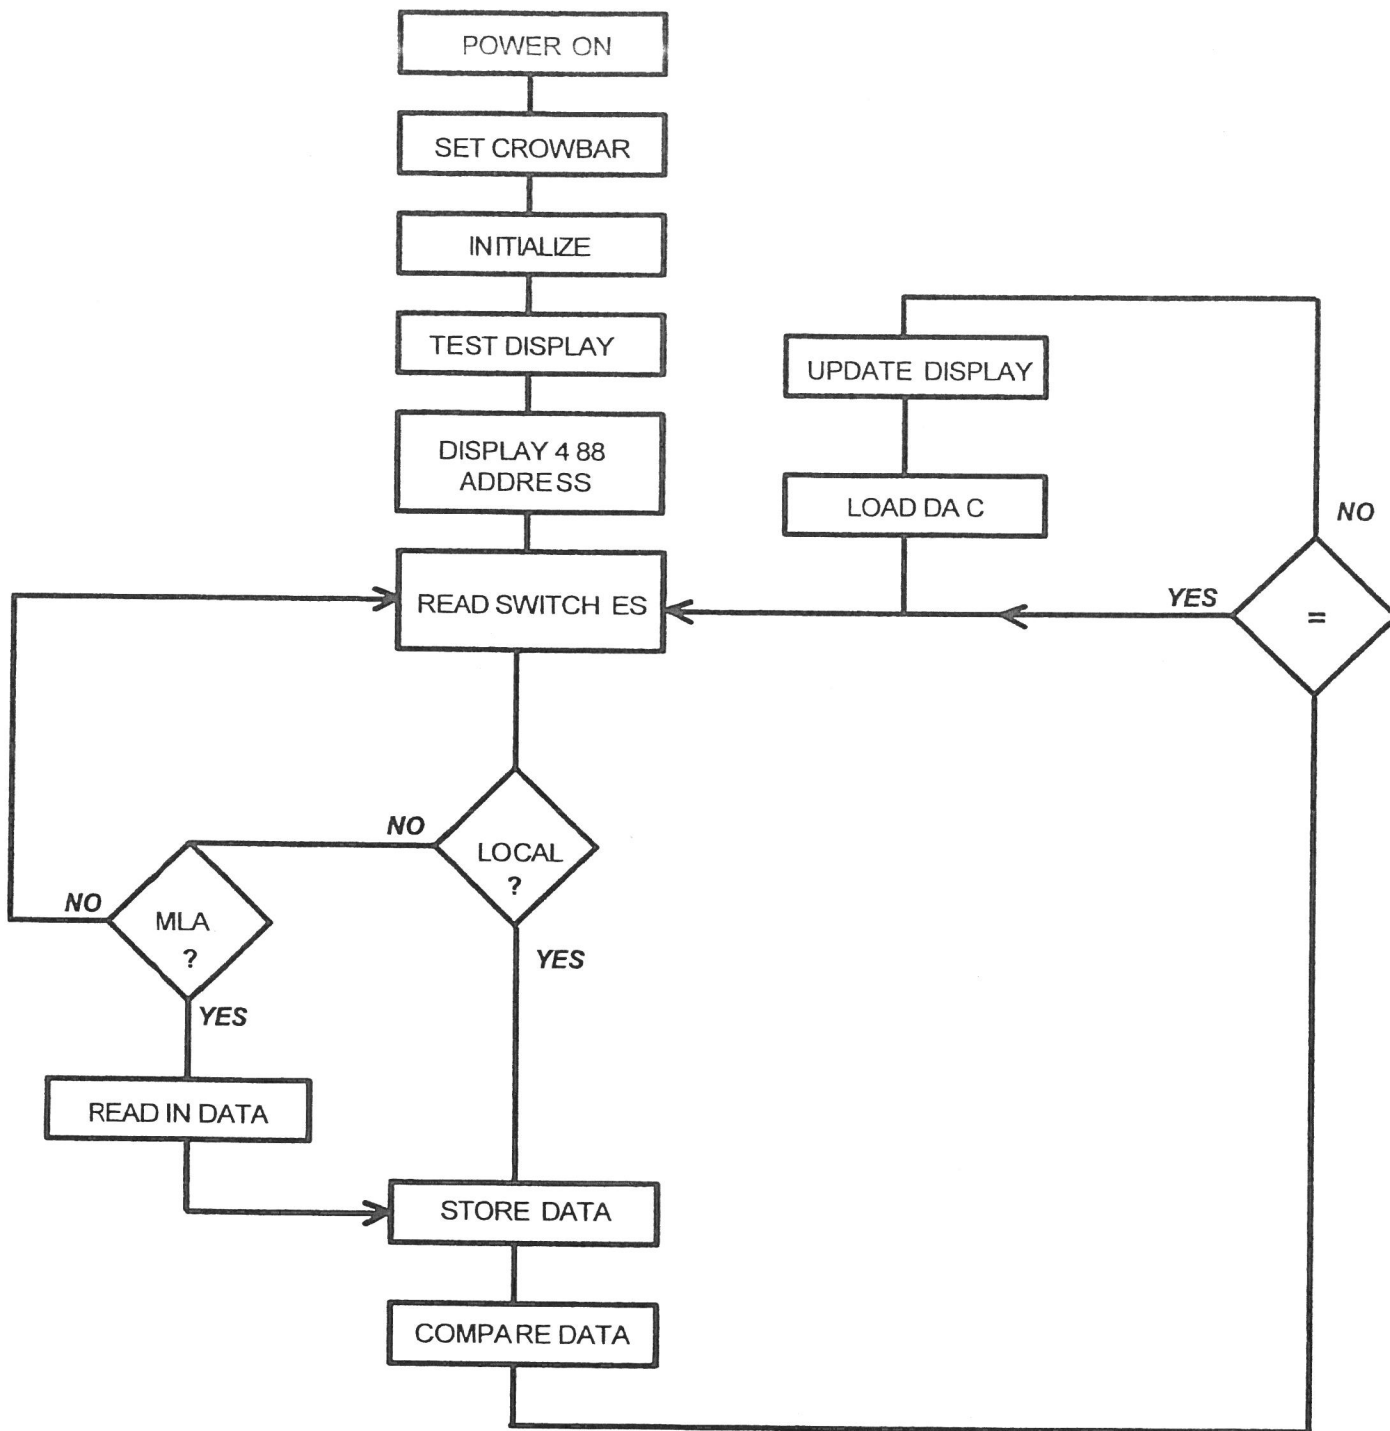 POWER ON
SET CROWBAR
INITIALIZE
TEST DISPLAY
DISPLAY 4 88
ADDRESS
READ SWITCH ES
UPDATE DISPLAY
LOAD DA C
NO
YES
=
NO
LOCAL
?
YES
NO
MLA
?
YES
READ IN DATA
STORE DATA
COMPARE DATA